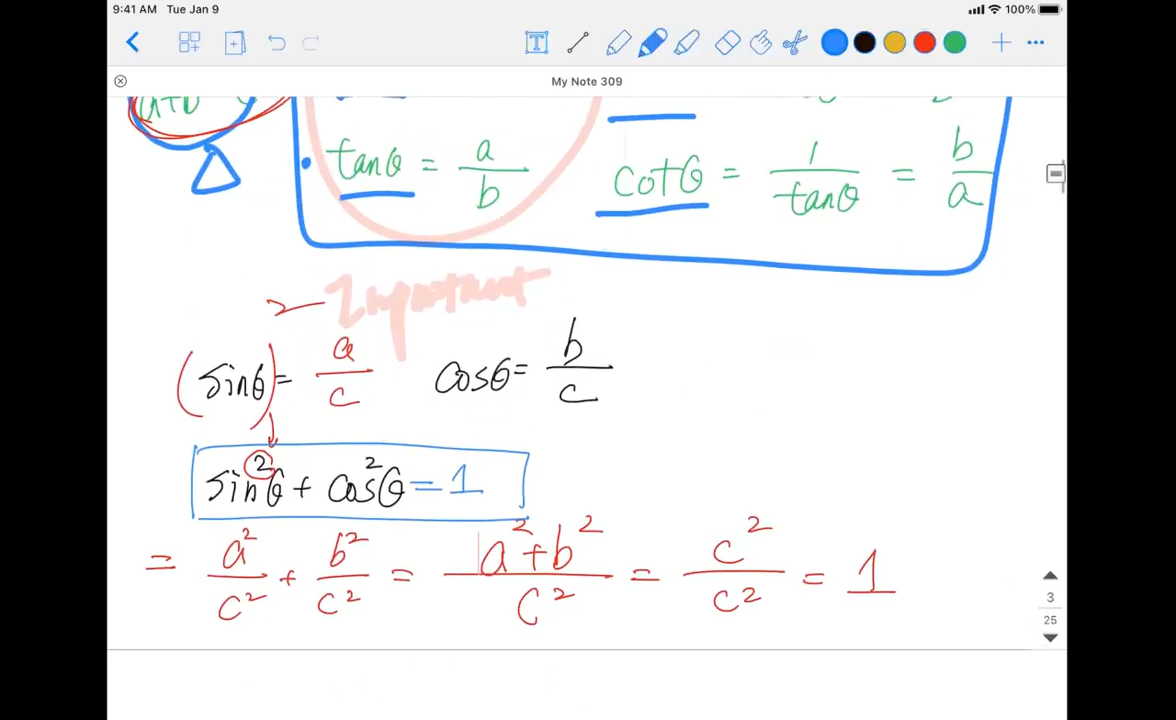 9:41 AM Tue Jan 9
100%
My Note 309
tanθ = a/b cotθ = 1/tanθ = b/a
Important
(sinθ) = a/c cosθ = b/c
sin²θ + cos²θ = 1
= a²/c² + b²/c² = a²+b²/c² = c²/c² = 1
3
25